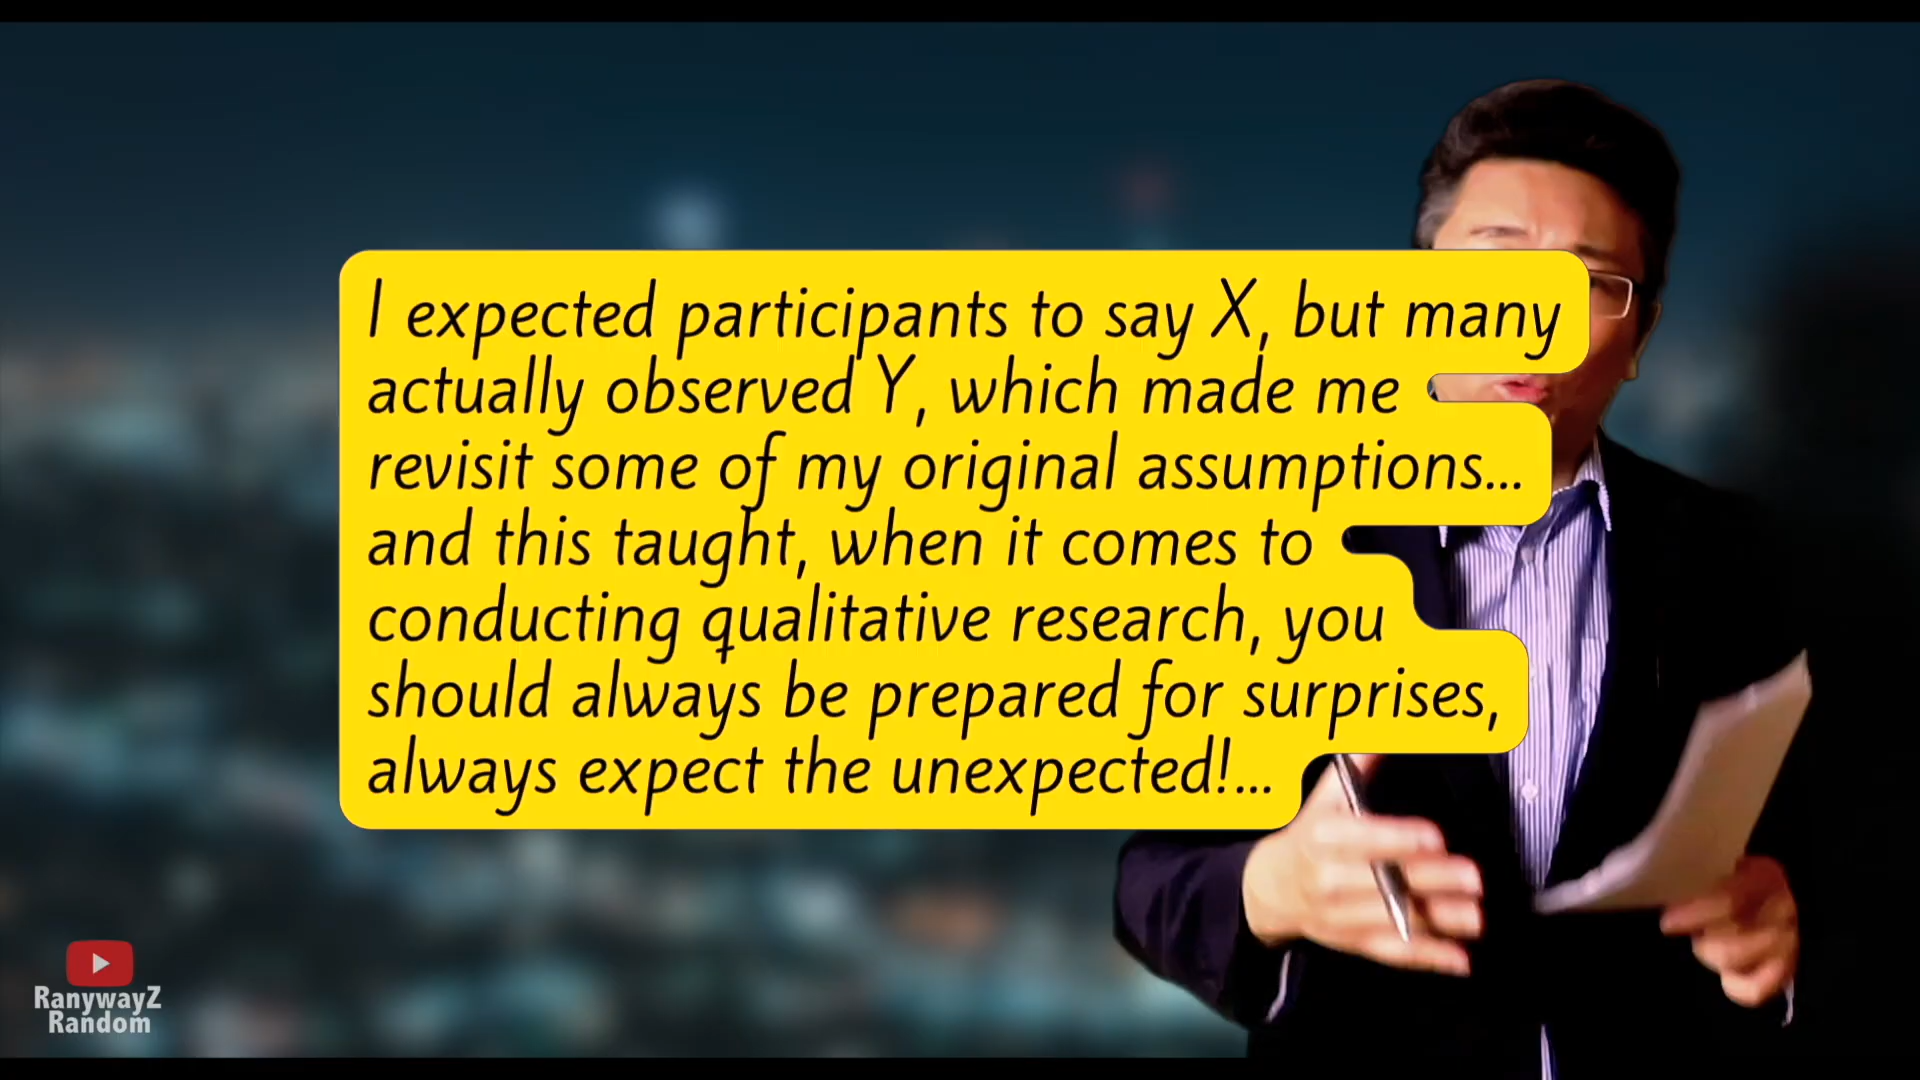 I expected participants to say X, but many
actually observed Y, which made me
revisit some of my original assumptions...
and this taught, when it comes to
conducting qualitative research, you
should always be prepared for surprises,
always expect the unexpected!...
RanywayZ
Random